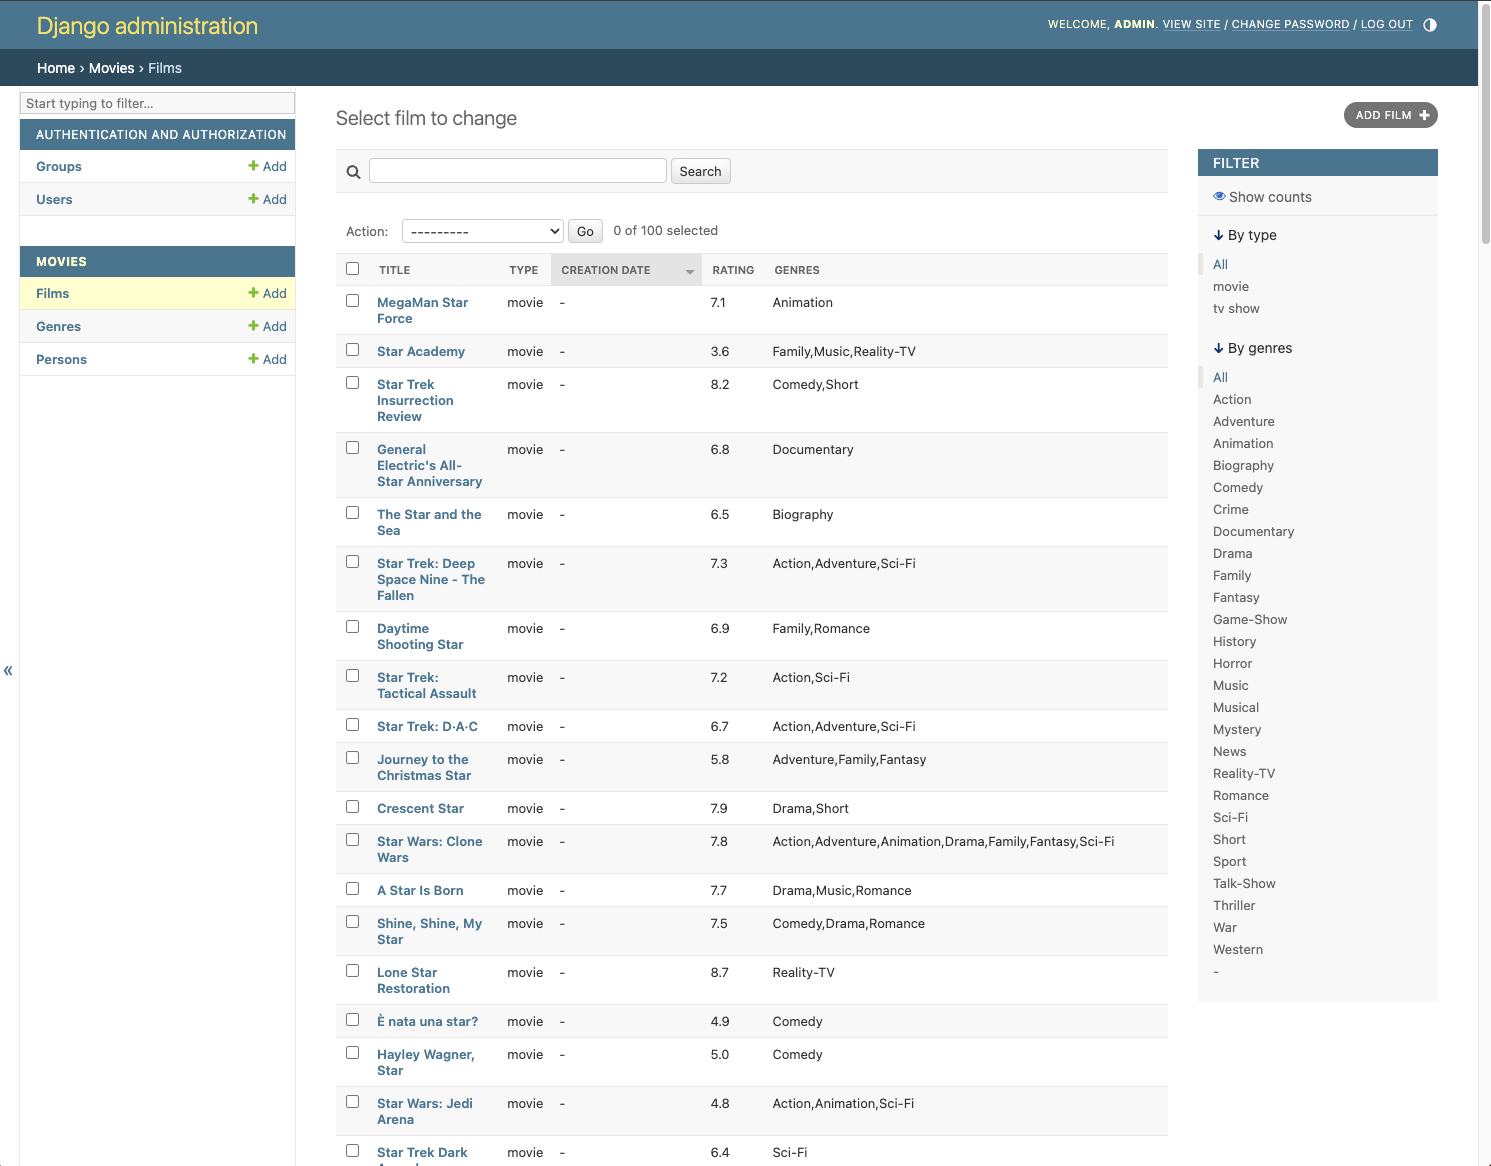 Django administration
WELCOME, ADMIN. VIEW SITE / CHANGE PASSWORD / LOG OUT
Home › Movies › Films
Start typing to filter...
AUTHENTICATION AND AUTHORIZATION
Groups + Add
Users + Add
MOVIES
Films + Add
Genres + Add
Persons + Add
«
Select film to change
ADD FILM +
Search
Action: --------- Go 0 of 100 selected
TITLE TYPE CREATION DATE RATING GENRES
MegaMan Star movie - 7.1 Animation
Force
Star Academy movie - 3.6 Family,Music,Reality-TV
Star Trek movie - 8.2 Comedy,Short
Insurrection
Review
General movie - 6.8 Documentary
Electric's All-
Star Anniversary
The Star and the movie - 6.5 Biography
Sea
Star Trek: Deep movie - 7.3 Action,Adventure,Sci-Fi
Space Nine - The
Fallen
Daytime movie - 6.9 Family,Romance
Shooting Star
Star Trek: movie - 7.2 Action,Sci-Fi
Tactical Assault
Star Trek: D·A·C movie - 6.7 Action,Adventure,Sci-Fi
Journey to the movie - 5.8 Adventure,Family,Fantasy
Christmas Star
Crescent Star movie - 7.9 Drama,Short
Star Wars: Clone movie - 7.8 Action,Adventure,Animation,Drama,Family,Fantasy,Sci-Fi
Wars
A Star Is Born movie - 7.7 Drama,Music,Romance
Shine, Shine, My movie - 7.5 Comedy,Drama,Romance
Star
Lone Star movie - 8.7 Reality-TV
Restoration
È nata una star? movie - 4.9 Comedy
Hayley Wagner, movie - 5.0 Comedy
Star
Star Wars: Jedi movie - 4.8 Action,Animation,Sci-Fi
Arena
Star Trek Dark movie - 6.4 Sci-Fi
FILTER
Show counts
↓ By type
All
movie
tv show
↓ By genres
All
Action
Adventure
Animation
Biography
Comedy
Crime
Documentary
Drama
Family
Fantasy
Game-Show
History
Horror
Music
Musical
Mystery
News
Reality-TV
Romance
Sci-Fi
Short
Sport
Talk-Show
Thriller
War
Western
-